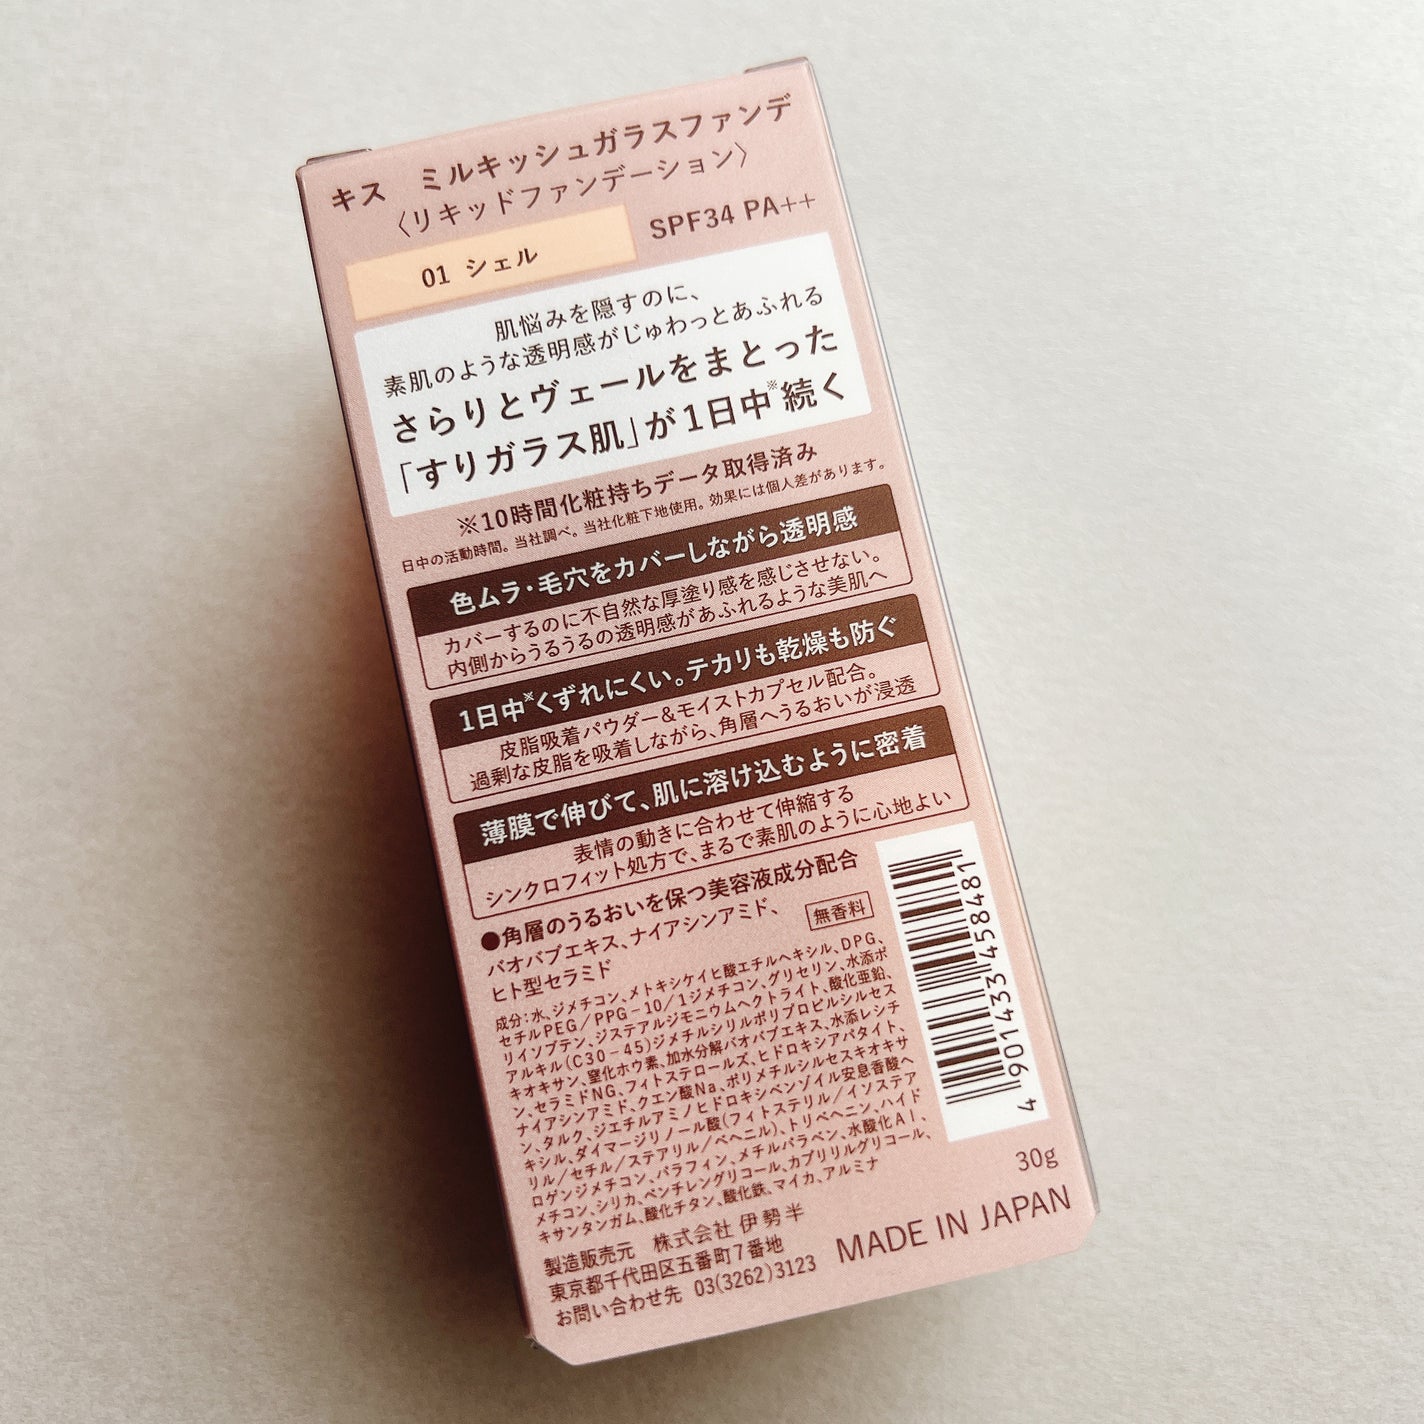 キス ミルキッシュガラスファンデ
〈リキッドファンデーション〉
01 シェル
SPF34 PA++
肌悩みを隠すのに、
素肌のような透明感がじゅわっとあふれる
さらりとヴェールをまとった
「すりガラス肌」が1日中※続く
※10時間化粧持ちデータ取得済み
日中の活動時間。当社調べ。当社化粧下地使用。効果には個人差があります。
色ムラ・毛穴をカバーしながら透明感
カバーするのに不自然な厚塗り感を感じさせない。
内側からうるうるの透明感があふれるような美肌へ
1日中※くずれにくい。テカリも乾燥も防ぐ
皮脂吸着パウダー&モイストカプセル配合。
過剰な皮脂を吸着しながら、角層へうるおいが浸透
薄膜で伸びて、肌に溶け込むように密着
表情の動きに合わせて伸縮する
シンクロフィット処方で、まるで素肌のように心地よい
●角層のうるおいを保つ美容液成分配合
バオバブエキス、ナイアシンアミド、
ヒト型セラミド
無香料
成分:水、ジメチコン、メトキシケイヒ酸エチルヘキシル、DPG、
セチルPEG/PPG-10/1ジメチコン、グリセリン、水添ポ
リイソブテン、ジステアルジモニウムヘクトライト、酸化亜鉛、
アルキル(C30-45)ジメチルシリルポリプロピルシルセス
キオキサン、窒化ホウ素、加水分解バオバブエキス、水添レシチ
ン、セラミドNG、フィトステロールズ、ヒドロキシアパタイト、
ナイアシンアミド、クエン酸Na、ポリメチルシルセスキオキサ
ン、タルク、ジエチルアミノヒドロキシベンゾイル安息香酸ヘ
キシル、ダイマージリノール酸(フィトステリル/イソステア
リル/セチル/ステアリル/ベヘニル)、トリベヘニン、ハイド
ロゲンジメチコン、パラフィン、メチルパラベン、水酸化Al、
メチコン、シリカ、ペンチレングリコール、カプリリルグリコール、
キサンタンガム、酸化チタン、酸化鉄、マイカ、アルミナ
製造販売元 株式会社 伊勢半
東京都千代田区五番町7番地
お問い合わせ先 03(3262)3123
4 901433 458481
30g
MADE IN JAPAN